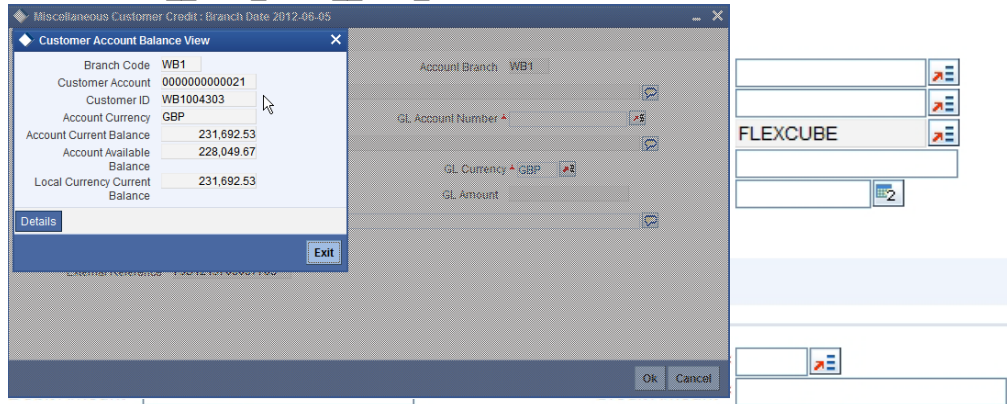 Miscellaneous Customer Credit : Branch Date 2012-06-05
Customer Account Balance View
Branch Code WB1
Customer Account 0000000000021
Customer ID WB1004303
Account Currency GBP
Account Current Balance 231,692.53
Account Available Balance 228,049.67
Local Currency Current Balance 231,692.53
Details
Exit
Account Branch WB1
GL Account Number *
GL Currency * GBP
GL Amount
External Reference
Ok Cancel
FLEXCUBE
2